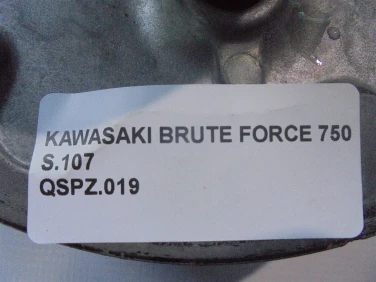 KAWASAKI BRUTE FORCE 750
S.107
QSPZ.019